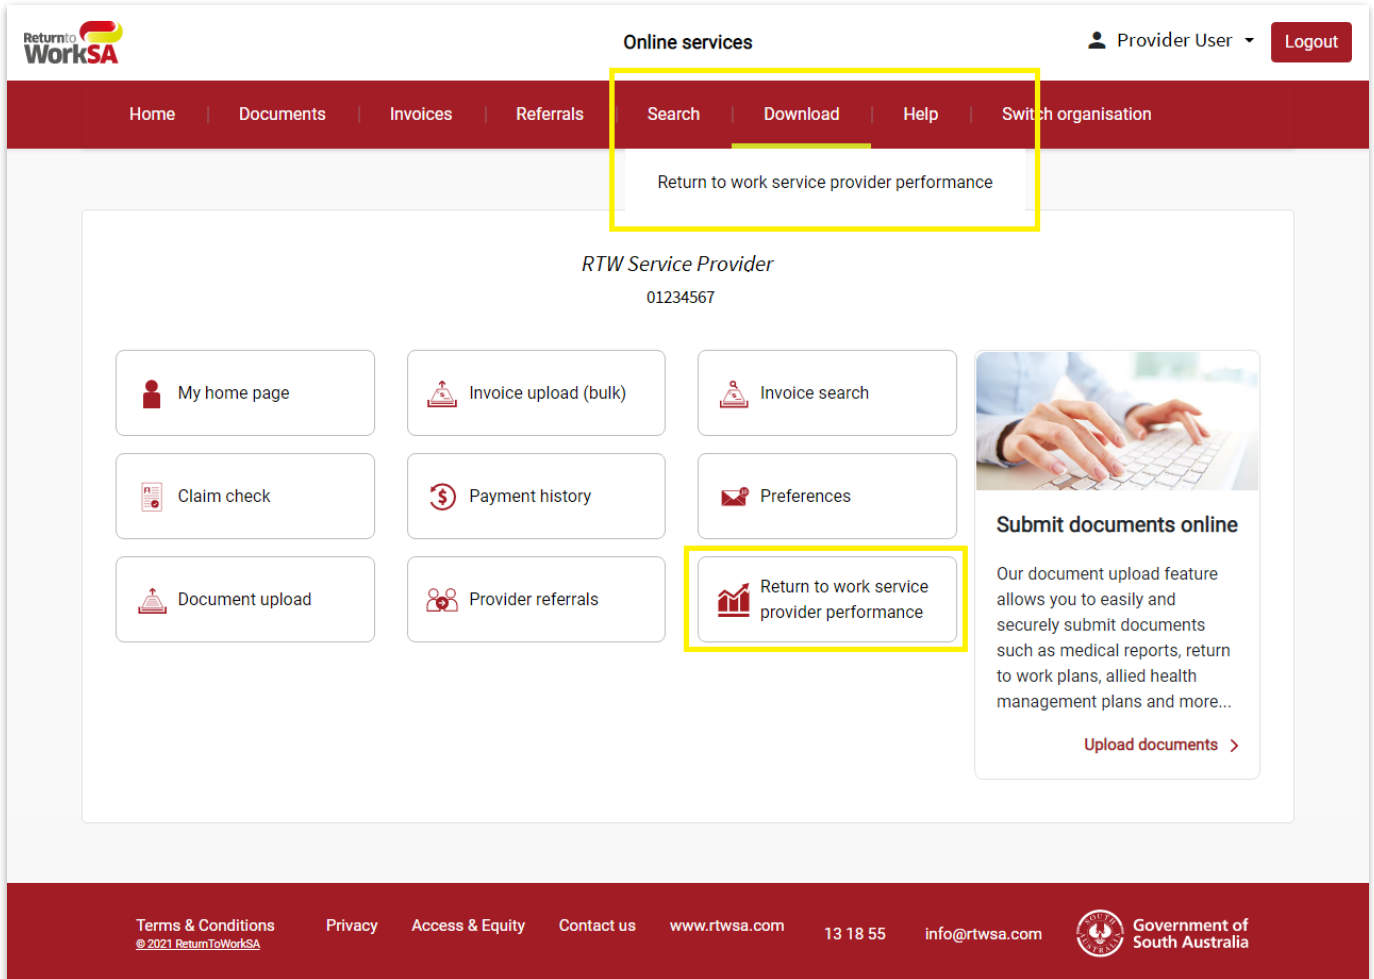 Returnto
WorkSA
Online services
Provider User
Logout
Home
Documents
Invoices
Referrals
Search
Download
Help
Switch organisation
Return to work service provider performance
RTW Service Provider
01234567
My home page
Invoice upload (bulk)
Invoice search
Claim check
Payment history
Preferences
Document upload
Provider referrals
Return to work service
provider performance
Submit documents online
Our document upload feature
allows you to easily and
securely submit documents
such as medical reports, return
to work plans, allied health
management plans and more...
Upload documents
Terms & Conditions
© 2021 ReturnToWorkSA
Privacy
Access & Equity
Contact us
www.rtwsa.com
13 18 55
info@rtwsa.com
SOUTH
AUSTRALIA
Government of
South Australia